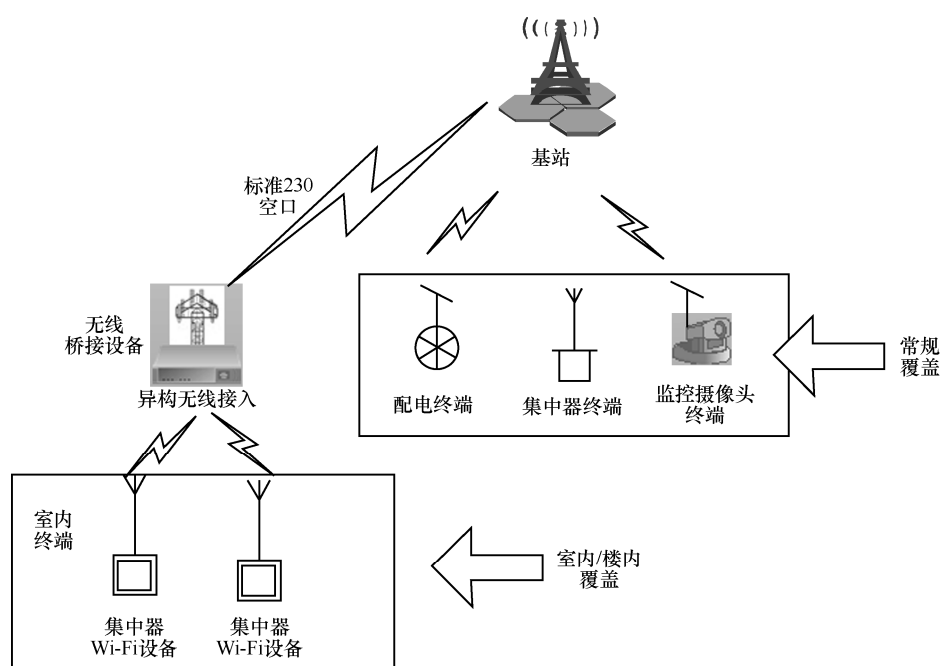 基站
标准230
空口
无线
桥接设备
异构无线接入
配电终端
集中器终端
监控摄像头
终端
常规
覆盖
室内
终端
集中器
Wi-Fi设备
集中器
Wi-Fi设备
室内/楼内
覆盖